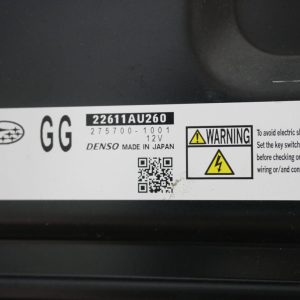 GG
22611AU260
275700-1001
12V
DENSO MADE IN JAPAN
WARNING
To avoid electric s
Set the key switch
before checking or
wiring or/and con